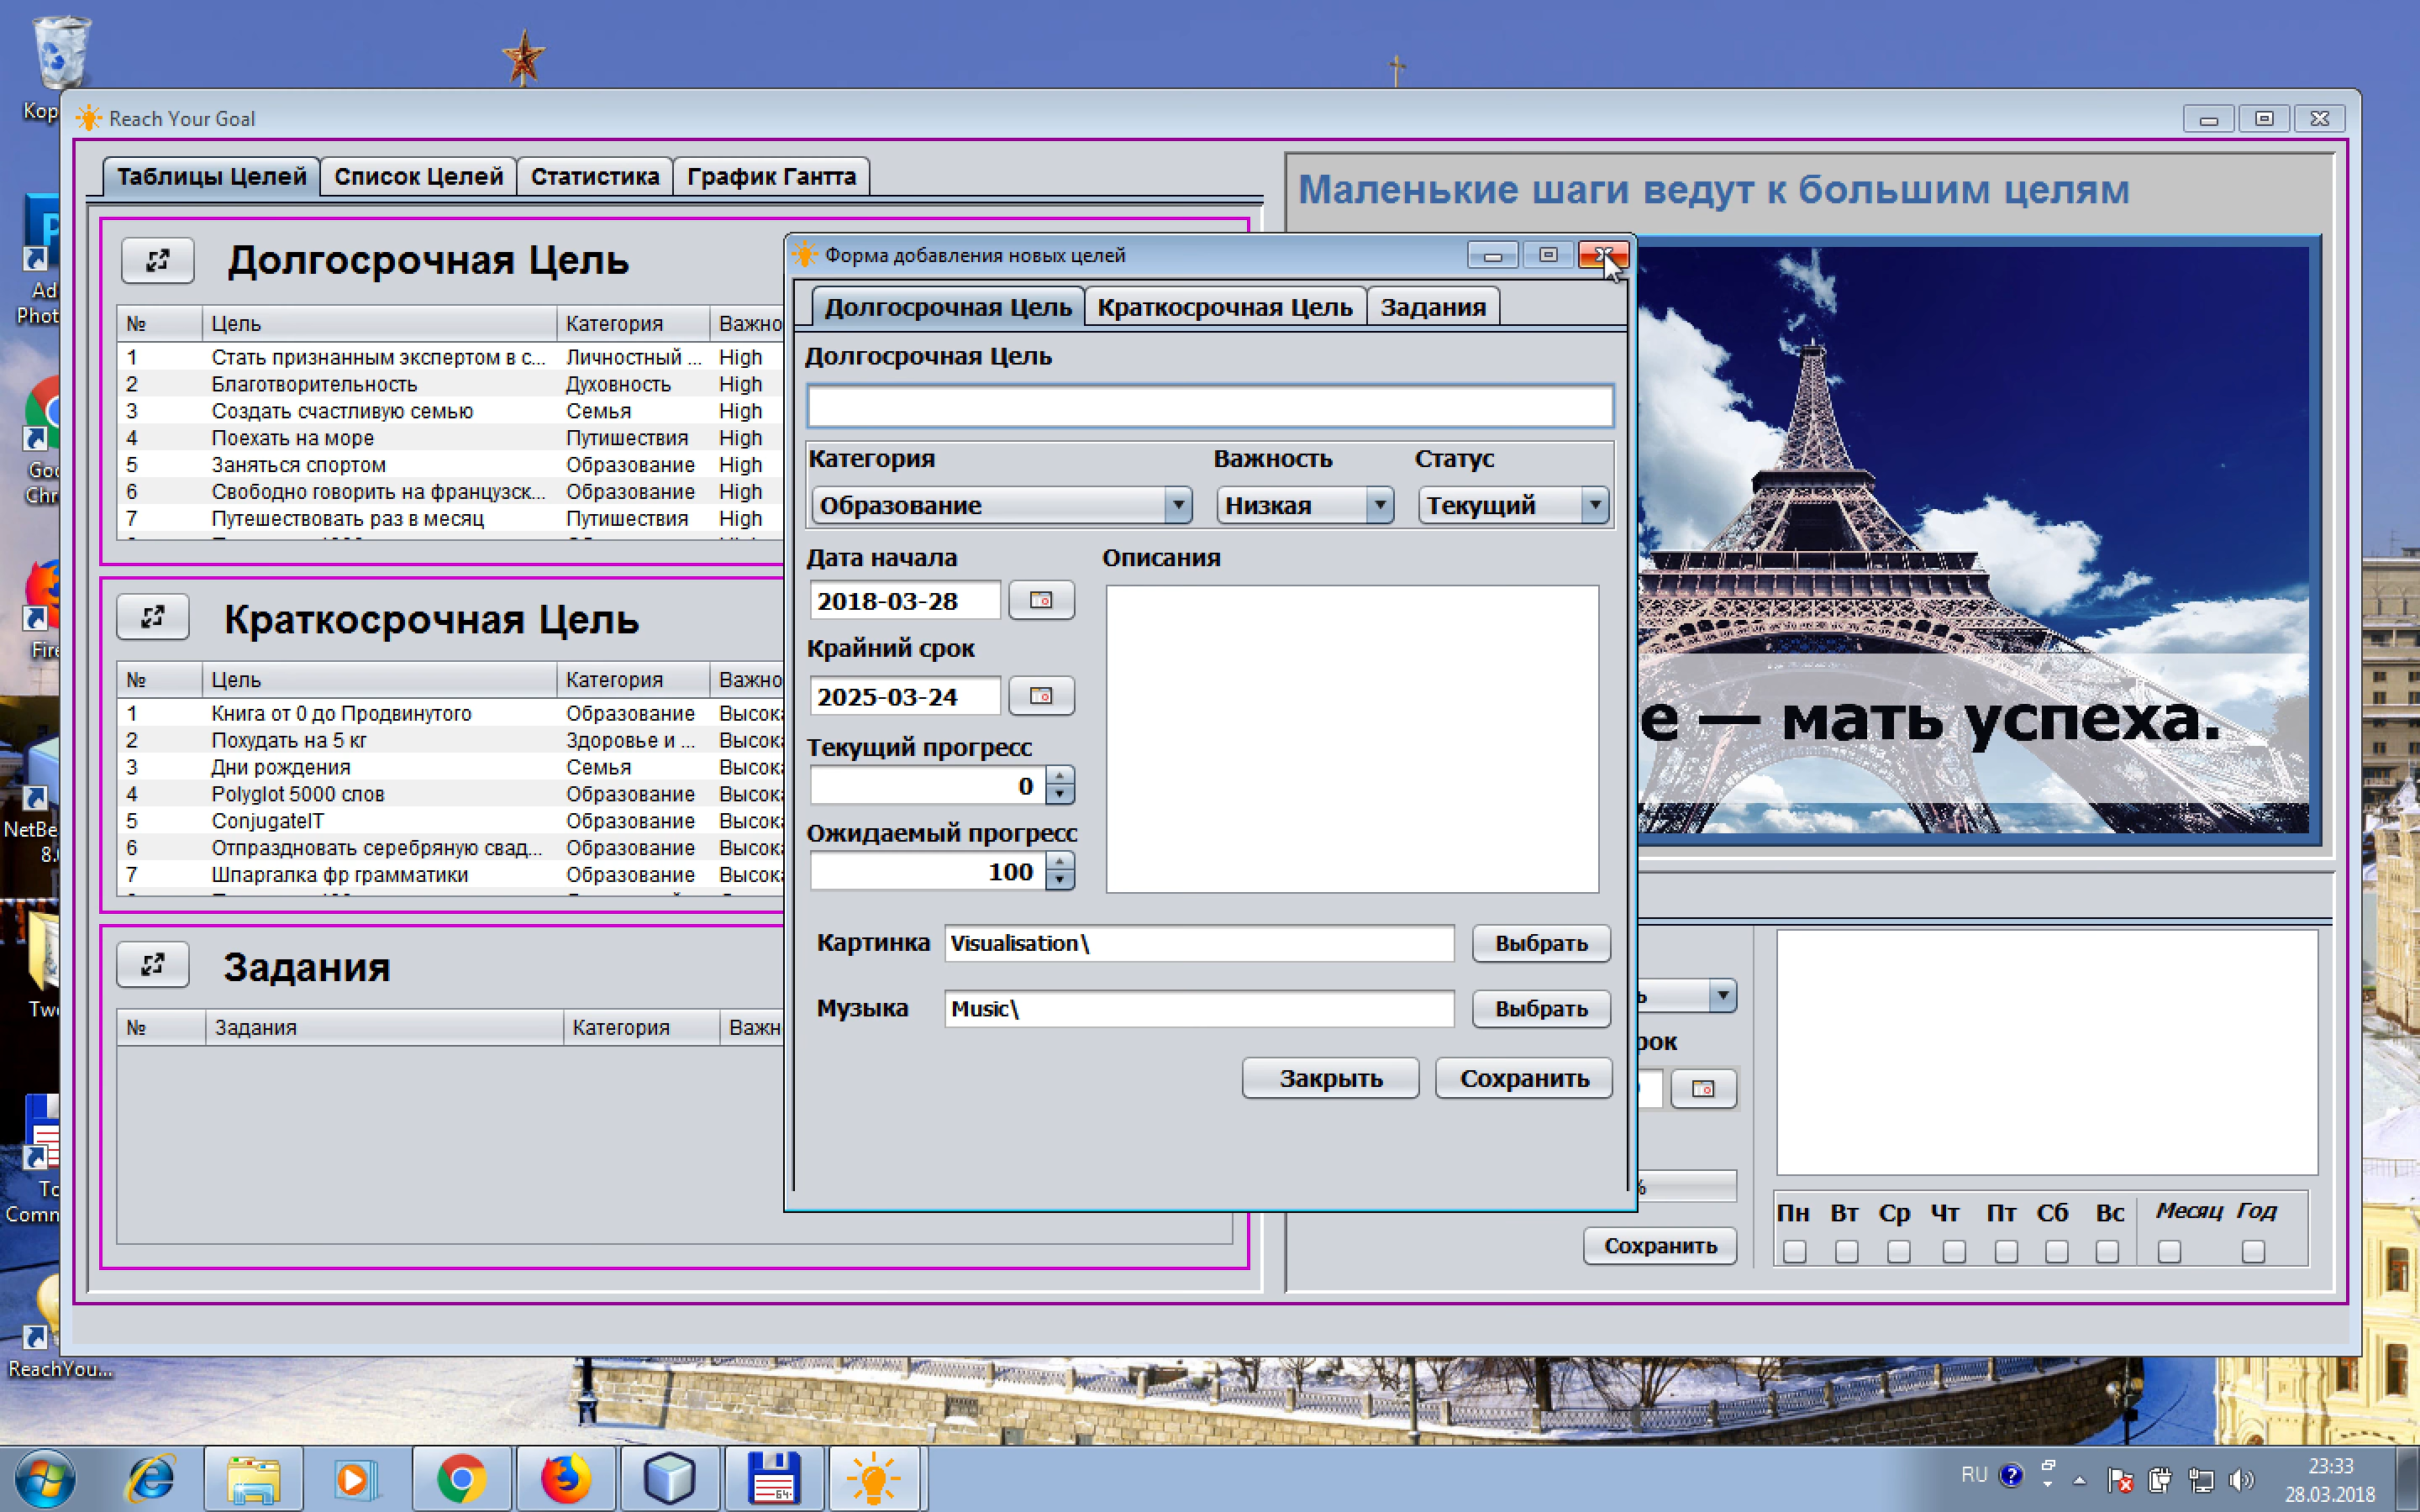 Reach Your Goal
Таблицы Целей
Список Целей
Статистика
График Гантта
Долгосрочная Цель
№ Цель Категория
1 Стать признанным экспертом в с... Личностный ... High
2 Благотворительность Духовность High
3 Создать счастливую семью Семья High
4 Поехать на море Путишествия High
5 Заняться спортом Образование High
6 Свободно говорить на французск... Образование High
7 Путешествовать раз в месяц Путишествия High
Краткосрочная Цель
№ Цель Категория
1 Книга от 0 до Продвинутого Образование
2 Похудать на 5 кг Здоровье и ...
3 Дни рождения Семья
4 Polyglot 5000 слов Образование
5 ConjugateIT Образование
6 Отпраздновать серебряную свад... Образование
7 Шпаргалка фр грамматики Образование
Задания
№ Задания Категория
Форма добавления новых целей
Долгосрочная Цель
Краткосрочная Цель
Задания
Долгосрочная Цель
Категория Важность Статус
Образование Низкая Текущий
Дата начала Описания
2018-03-28
Крайний срок
2025-03-24
Текущий прогресс
0
Ожидаемый прогресс
100
Картинка Visualisation\ Выбрать
Музыка Music\ Выбрать
Закрыть Сохранить
Маленькие шаги ведут к большим целям
е — мать успеха.
%
Сохранить
Пн Вт Ср Чт Пт Сб Вс Месяц Год
ReachYou...
RU
64
23:33
28.03.2018